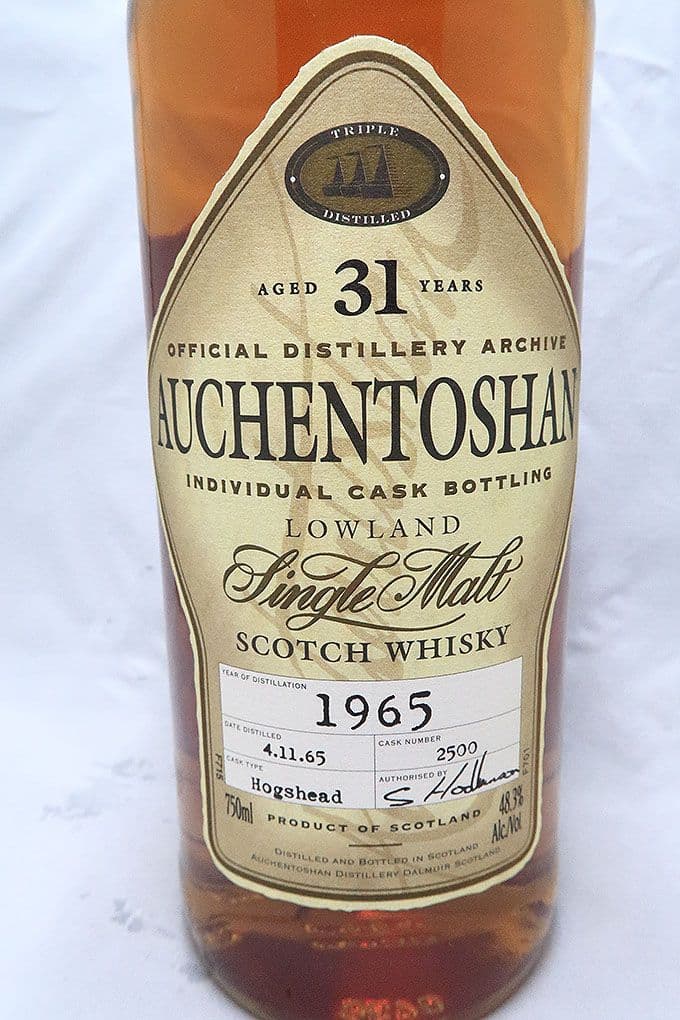 TRIPLE
DISTILLED
AGED 31 YEARS
OFFICIAL DISTILLERY ARCHIVE
AUCHENTOSHAN
INDIVIDUAL CASK BOTTLING
LOWLAND
Single Malt
SCOTCH WHISKY
YEAR OF DISTILLATION
1965
DATE DISTILLED
4.11.65
CASK NUMBER
2500
CASK TYPE
Hogshead
AUTHORISED BY
F715
F701
750ml
PRODUCT OF SCOTLAND
48.3% Alc./Vol
DISTILLED AND BOTTLED IN SCOTLAND
AUCHENTOSHAN DISTILLERY DALMUIR SCOTLAND